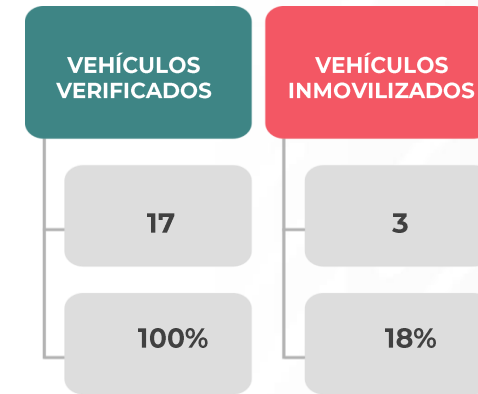 VEHÍCULOS
VERIFICADOS
17
100%
VEHÍCULOS
INMOVILIZADOS
3
18%